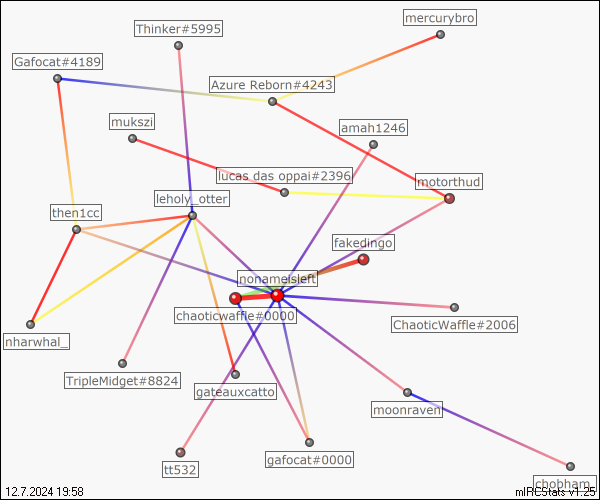 mercurybro
Thinker#5995
Gafocat#4189
Azure Reborn#4243
mukszi
amah1246
lucas das oppai#2396
motorthud
leholy_otter
then1cc
fakedingo
nonameisleft
chaoticwaffle#0000
ChaoticWaffle#2006
nharwhal_
TripleMidget#8824
gateauxcatto
moonraven
gafocat#0000
tt532
cbobham_
12.7.2024 19:58
mIRCStats v1.25